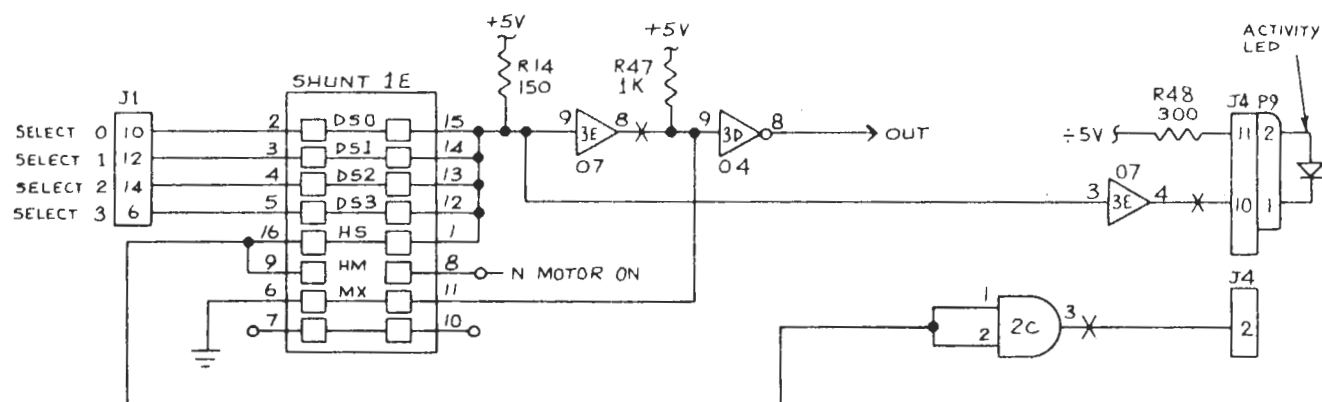 +5V
+5V
ACTIVITY
LED
R14
150
R47
1K
SHUNT 1E
J1
R48
300
J4 P9
SELECT 0 10 2 DS0 15
9 3E 8
07
9 3D 8
04
OUT
÷5V
11 2
SELECT 1 12 3 DS1 14
SELECT 2 14 4 DS2 13
SELECT 3 6 5 DS3 12
07
3 3E 4
10 1
16 HS 1
9 HM 8 N MOTOR ON
6 MX 11
7 10
J4
1
2 2C 3
2